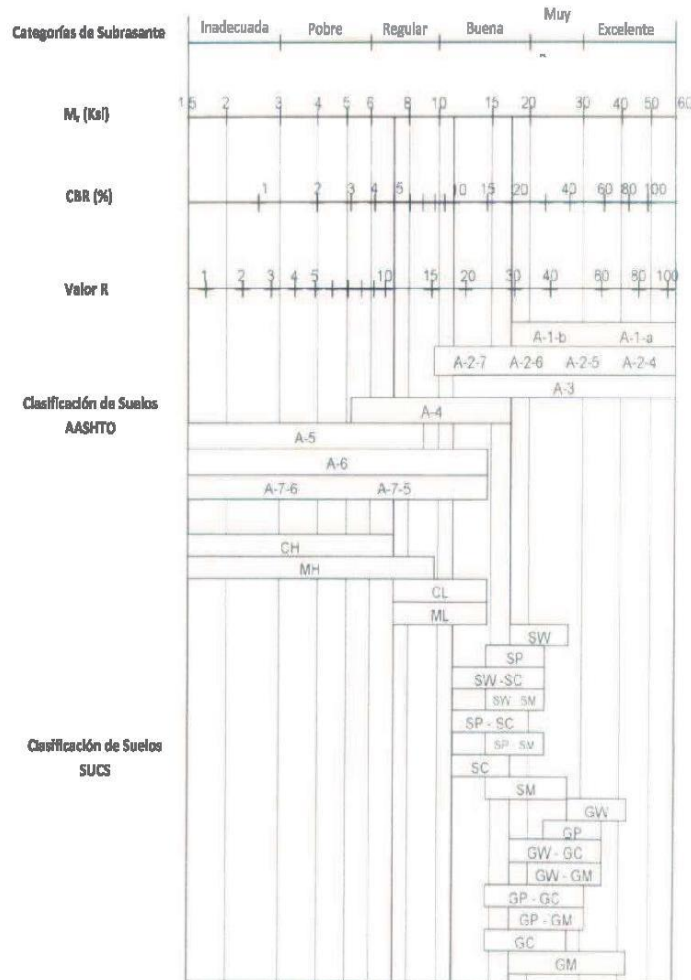 Muy
Categorías de Subrasante Inadecuada Pobre Regular Buena Excelente
Mr (Ksi) 1.5 2 3 4 5 6 8 10 15 20 30 40 50 60
CBR (%) 1 2 3 4 5 10 15 20 40 60 80 100
Valor R 1 2 3 4 5 10 15 20 30 40 60 80 100
A-1-b A-1-a
A-2-7 A-2-6 A-2-5 A-2-4
A-3
Clasificación de Suelos
AASHTO
A-4
A-5
A-6
A-7-6 A-7-5
CH
MH
CL
ML
SW
SP
SW-SC
SW - SM
SP - SC
SP - SM
Clasificación de Suelos
SUCS
SC
SM
GW
GP
GW - GC
GW - GM
GP - GC
GP - GM
GC
GM